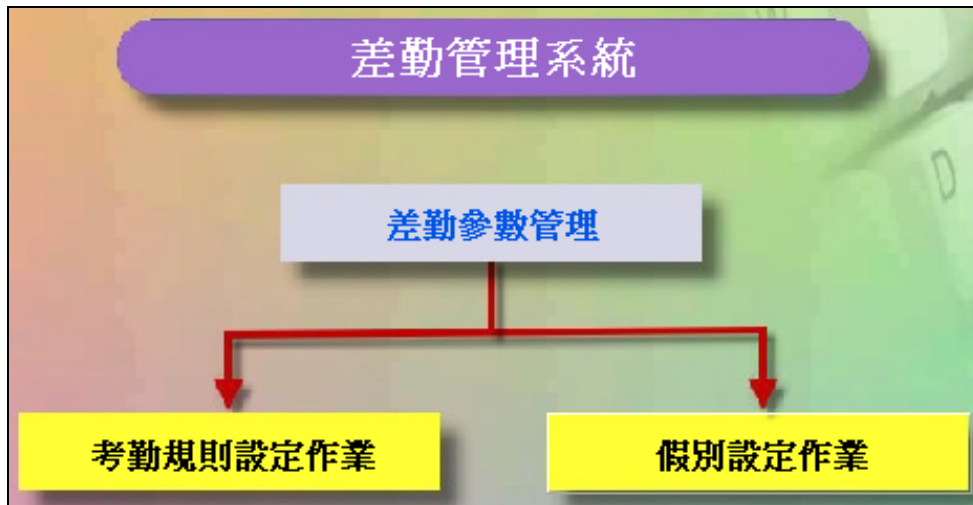 差勤管理系統
差勤參數管理
考勤規則設定作業
假別設定作業